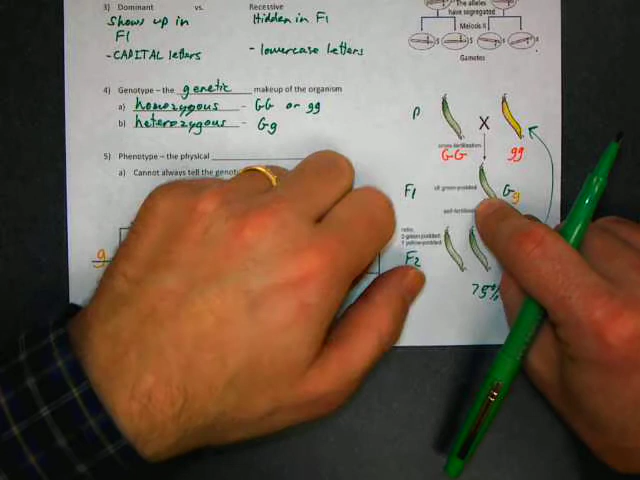 3) Dominant vs. Recessive
Shows up in F1
Hidden in F1
-CAPITAL letters
- lowercase letters
4) Genotype – the genetic makeup of the organism
a) homozygous - GG or gg
b) heterozygous - Gg
5) Phenotype – the physical
a) Cannot always tell the
g
The alleles
have segregated
Meiosis II
Gametes
P
X
cross-fertilization
GG gg
F1
all green-podded
Gg
self-fertilized
ratio:
3 green-podded
1 yellow-podded
F2
75%